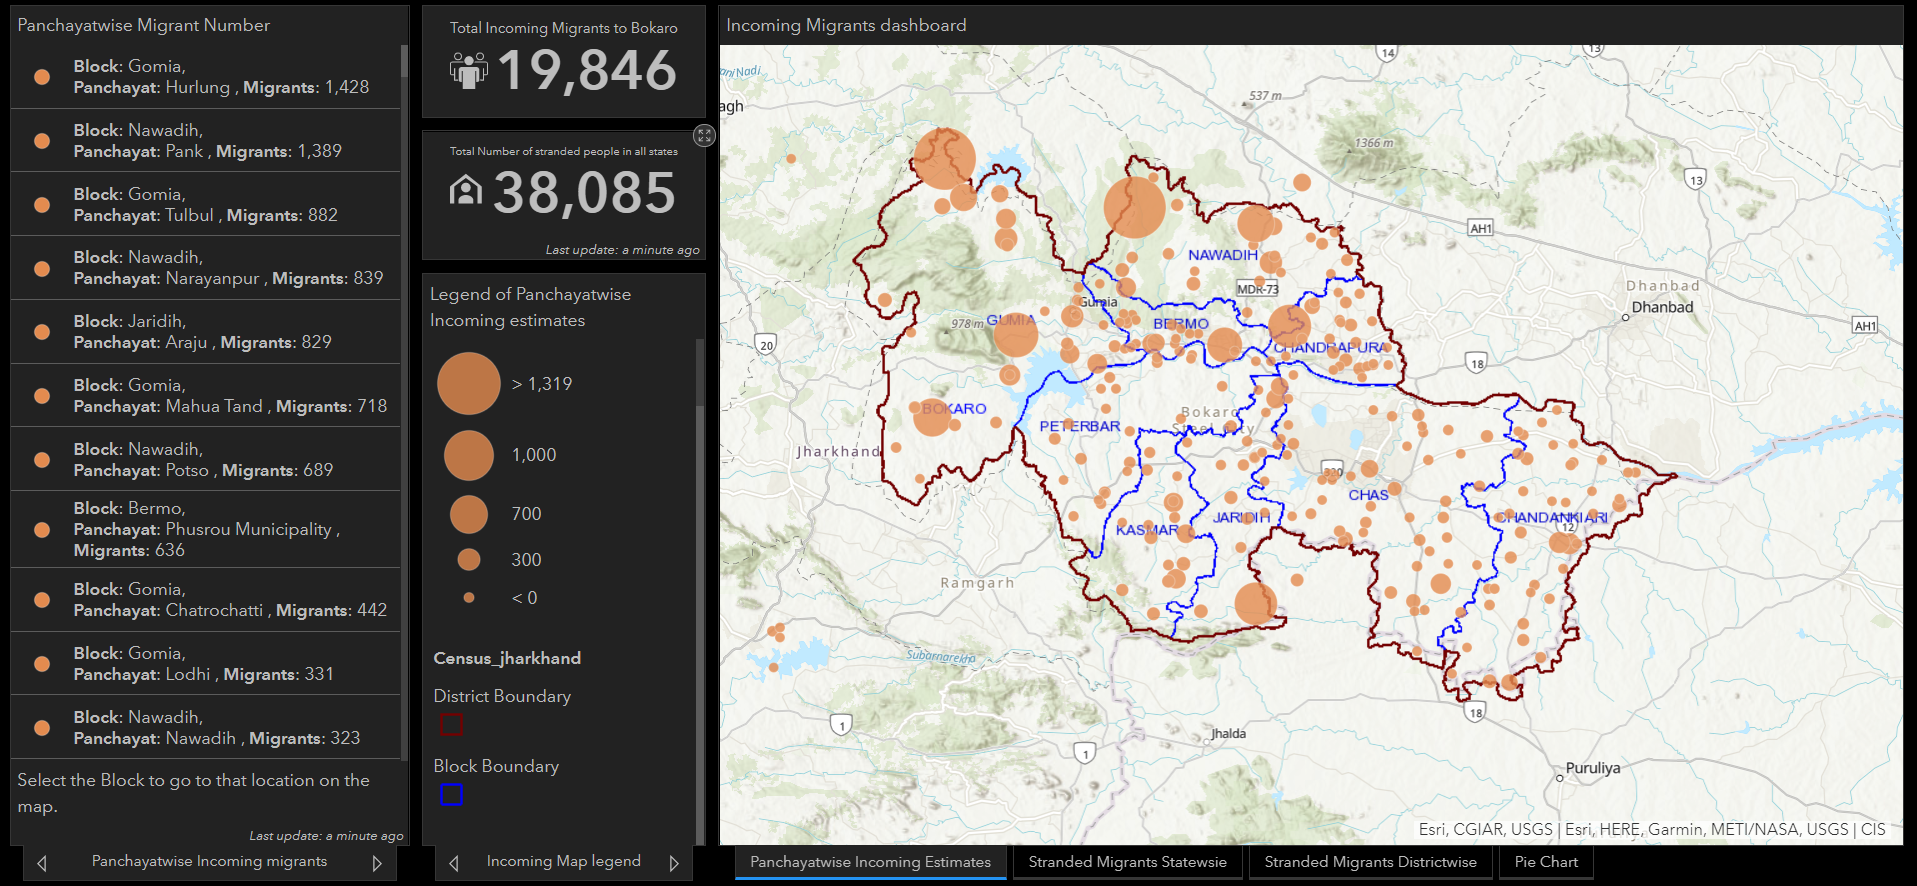 Panchayatwise Migrant Number
Block: Gomia,
Panchayat: Hurlung , Migrants: 1,428
Block: Nawadih,
Panchayat: Pank , Migrants: 1,389
Block: Gomia,
Panchayat: Tulbul , Migrants: 882
Block: Nawadih,
Panchayat: Narayanpur , Migrants: 839
Block: Jaridih,
Panchayat: Araju , Migrants: 829
Block: Gomia,
Panchayat: Mahua Tand , Migrants: 718
Block: Nawadih,
Panchayat: Potso , Migrants: 689
Block: Bermo,
Panchayat: Phusrou Municipality ,
Migrants: 636
Block: Gomia,
Panchayat: Chatrochatti , Migrants: 442
Block: Gomia,
Panchayat: Lodhi , Migrants: 331
Block: Nawadih,
Panchayat: Nawadih , Migrants: 323
Select the Block to go to that location on the
map.
Last update: a minute ago
Panchayatwise Incoming migrants
Total Incoming Migrants to Bokaro
19,846
Total Number of stranded people in all states
38,085
Last update: a minute ago
Legend of Panchayatwise
Incoming estimates
> 1,319
1,000
700
300
< 0
Census_jharkhand
District Boundary
Block Boundary
Incoming Map legend
Incoming Migrants dashboard
14
13
ani Nadi
agh
537 m
1366 m
13
AH1
NAWADIH
MDR-73
Dhanbad
Dhanbad
Gumia
GUMIA
978 m
BERMO
AH1
20
CHANDRAPURA
18
BOKARO
Bokaro
Steel City
PETERBAR
Jharkhand
320
CHAS
KASMAR
JARIDIH
CHANDANKIARI
12
Ramgarh
Subarnarekha
18
1
1
Jhalda
Puruliya
Esri, CGIAR, USGS | Esri, HERE, Garmin, METI/NASA, USGS | CIS
Panchayatwise Incoming Estimates
Stranded Migrants Statewsie
Stranded Migrants Districtwise
Pie Chart